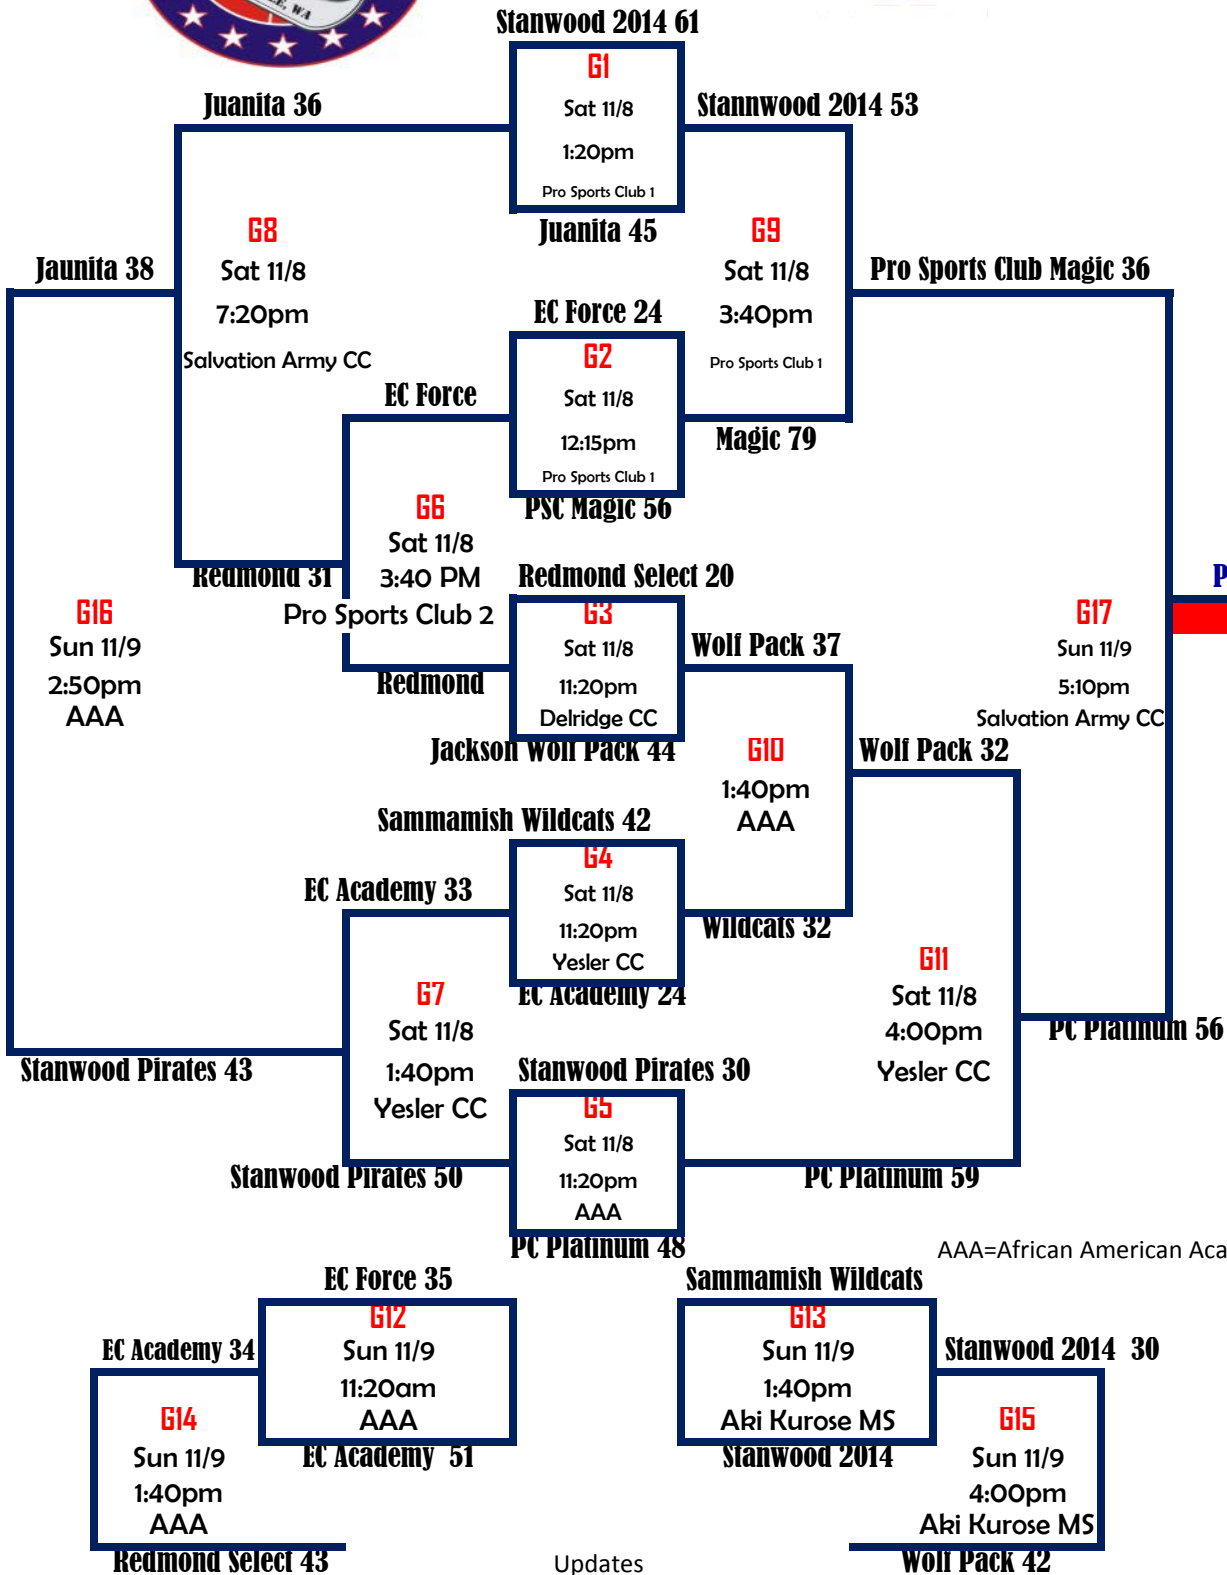 WA
Stanwood 2014 61
G1
Juanita 36
Sat 11/8
Stannwood 2014 53
1:20pm
Pro Sports Club 1
Juanita 45
G8
G9
Jaunita 38
Sat 11/8
Sat 11/8
Pro Sports Club Magic 36
7:20pm
EC Force 24
3:40pm
Salvation Army CC
G2
Pro Sports Club 1
EC Force
Sat 11/8
12:15pm
Magic 79
Pro Sports Club 1
G6
PSC Magic 56
Sat 11/8
Redmond 31
3:40 PM
Redmond Select 20
P
G16
Pro Sports Club 2
G3
G17
Sun 11/9
Sat 11/8
Wolf Pack 37
Sun 11/9
2:50pm
Redmond
11:20pm
5:10pm
AAA
Delridge CC
Salvation Army CC
Jackson Wolf Pack 44
G10
Wolf Pack 32
1:40pm
Sammamish Wildcats 42
AAA
G4
EC Academy 33
Sat 11/8
11:20pm
Wildcats 32
Yesler CC
G11
G7
EC Academy 24
Sat 11/8
Sat 11/8
4:00pm
PC Platinum 56
Stanwood Pirates 43
1:40pm
Stanwood Pirates 30
Yesler CC
Yesler CC
G5
Sat 11/8
Stanwood Pirates 50
11:20pm
PC Platinum 59
AAA
PC Platinum 48
AAA=African American Aca
EC Force 35
Sammamish Wildcats
G12
G13
EC Academy 34
Sun 11/9
Sun 11/9
Stanwood 2014 30
11:20am
1:40pm
G14
AAA
Aki Kurose MS
G15
Sun 11/9
EC Academy 51
Stanwood 2014
Sun 11/9
1:40pm
4:00pm
AAA
Aki Kurose MS
Redmond Select 43
Updates
Wolf Pack 42